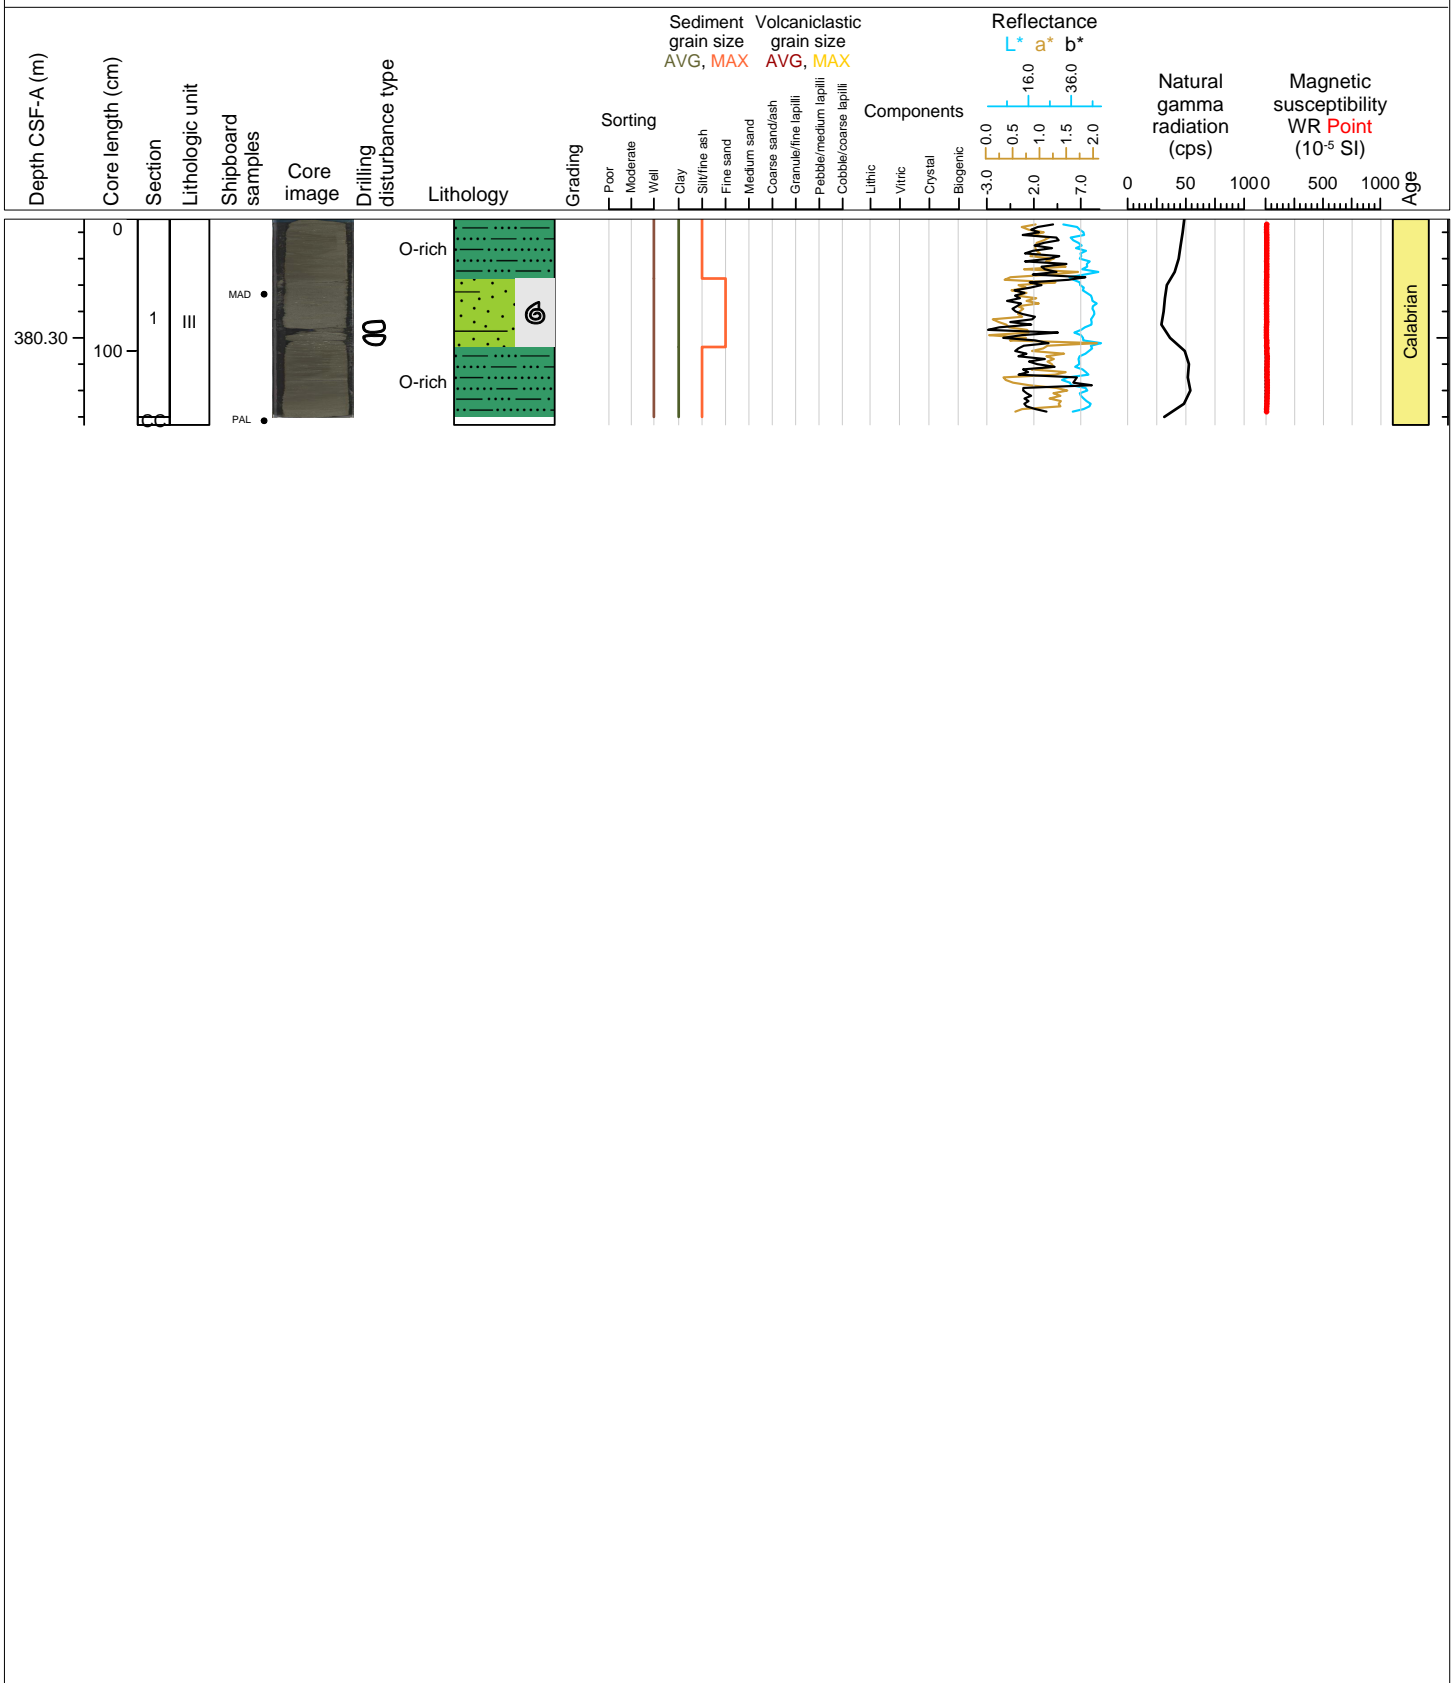 Depth CSF-A (m)
Core length (cm)
Section
Lithologic unit
Shipboard
samples
Core
image
Drilling
disturbance type
Lithology
Grading
Sorting
Poor
Moderate
Well
Sediment
grain size
AVG, MAX
Volcaniclastic
grain size
AVG, MAX
Clay
Silt/fine ash
Fine sand
Medium sand
Coarse sand/ash
Granule/fine lapilli
Pebble/medium lapilli
Cobble/coarse lapilli
Components
Lithic
Vitric
Crystal
Biogenic
Reflectance
L* a* b*
16.0 36.0
0.0 0.5 1.0 1.5 2.0
-3.0 2.0 7.0
Natural
gamma
radiation
(cps)
0 50 100
Magnetic
susceptibility
WR Point
(10-5 SI)
0 500 1000
Age
380.30
0
100
1
CC
III
MAD
PAL
O-rich
O-rich
Calabrian